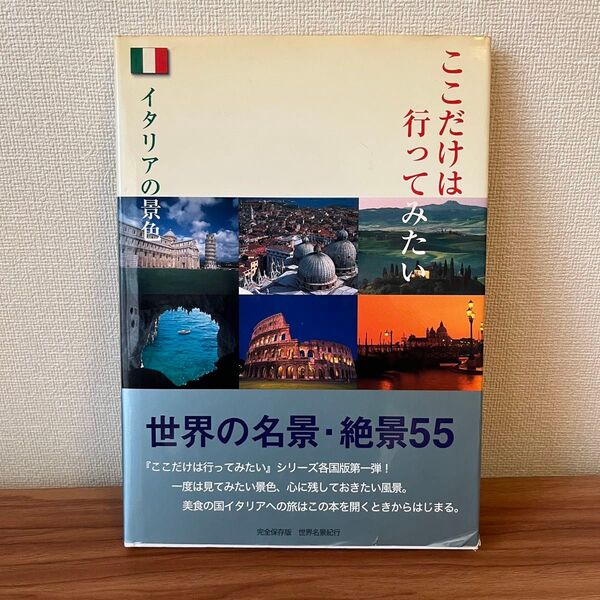 ここだけは
行ってみたい
イタリアの景色
世界の名景・絶景55
『ここだけは行ってみたい』シリーズ各国版第一弾！
一度は見てみたい景色、心に残しておきたい風景。
美食の国イタリアへの旅はこの本を開くときからはじまる。
完全保存版 世界名景紀行